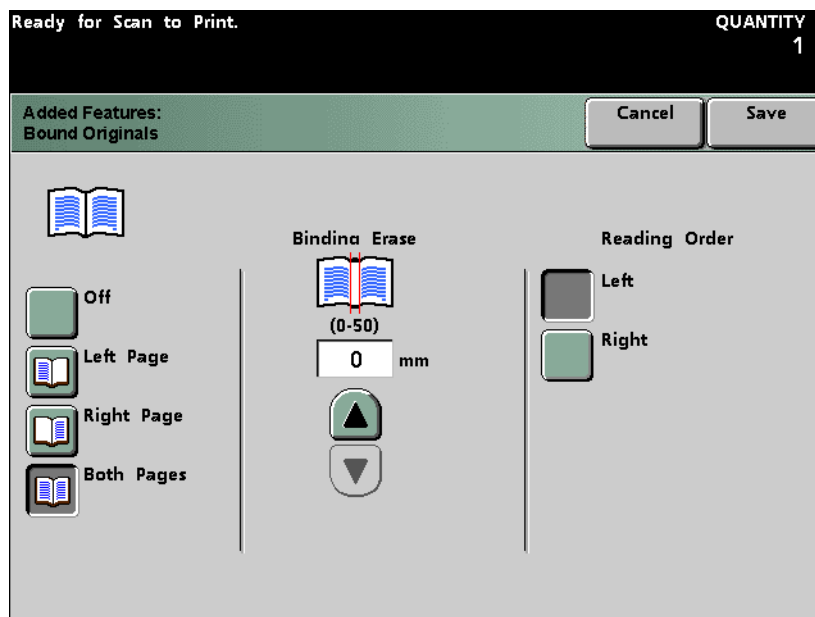 Ready for Scan to Print.
QUANTITY
1
Added Features:
Bound Originals
Cancel
Save
Off
Left Page
Right Page
Both Pages
Binding Erase
(0-50)
0 mm
Reading Order
Left
Right